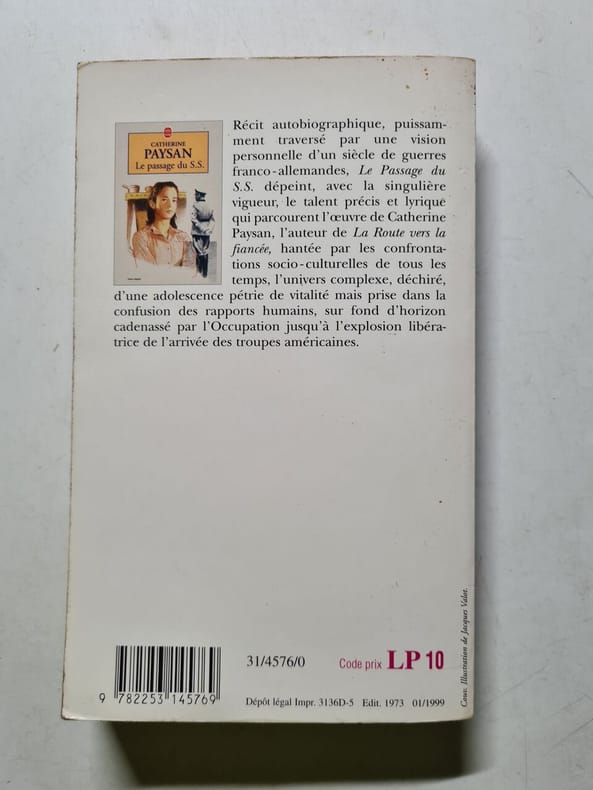 CATHERINE
PAYSAN
Le passage du S.S.
Récit autobiographique, puissam-
ment traversé par une vision
personnelle d'un siècle de guerres
franco-allemandes, Le Passage du
S.S. dépeint, avec la singulière
vigueur, le talent précis et lyrique
qui parcourent l'œuvre de Catherine
Paysan, l'auteur de La Route vers la
fiancée, hantée par les confronta-
tions socio-culturelles de tous les
temps, l'univers complexe, déchiré,
d'une adolescence pétrie de vitalité mais prise dans la
confusion des rapports humains, sur fond d'horizon
cadenassé par l'Occupation jusqu'à l'explosion libéra-
trice de l'arrivée des troupes américaines.
Couv. Illustration de Jacques Valot.
31/4576/0
Code prix LP 10
9 782253 145769
Dépôt légal Impr. 3136D-5 Edit. 1973 01/1999